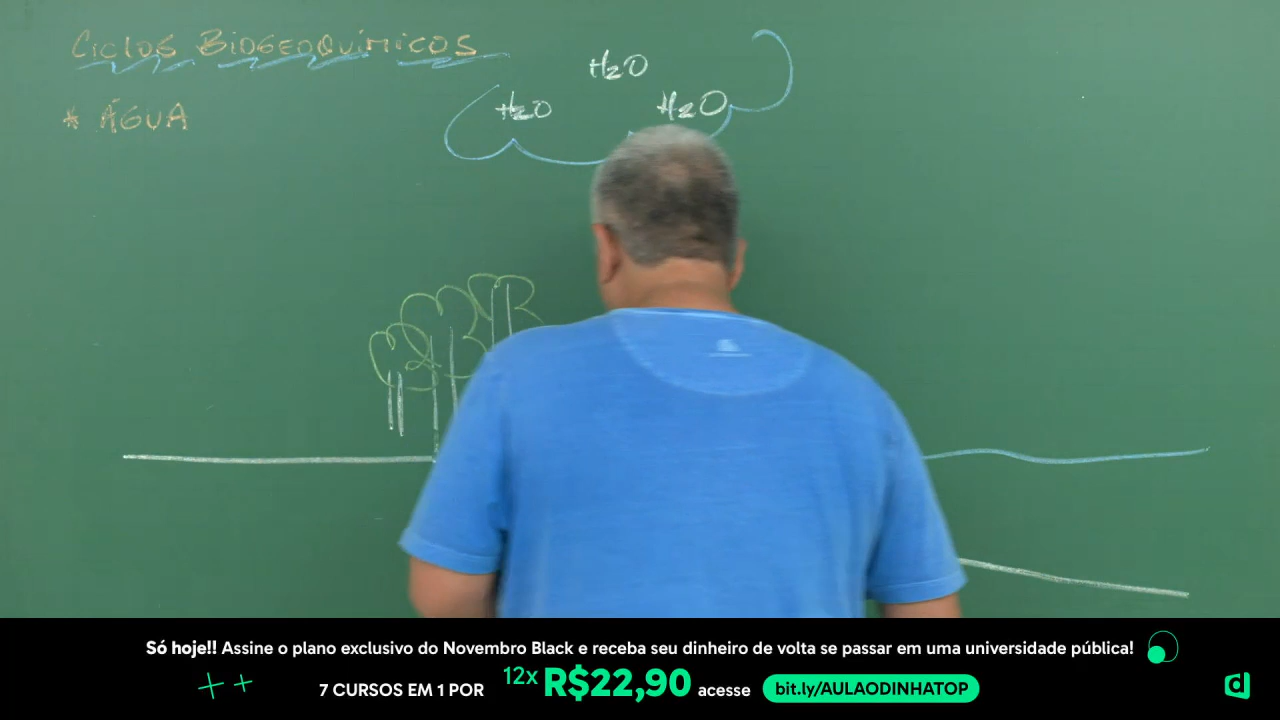 CICLOS BIOGEOQUÍMICOS
* ÁGUA
H2O
H2O
H2O
Só hoje!! Assine o plano exclusivo do Novembro Black e receba seu dinheiro de volta se passar em uma universidade pública!
7 CURSOS EM 1 POR 12x R$22,90 acesse bit.ly/AULAODINHATOP
d